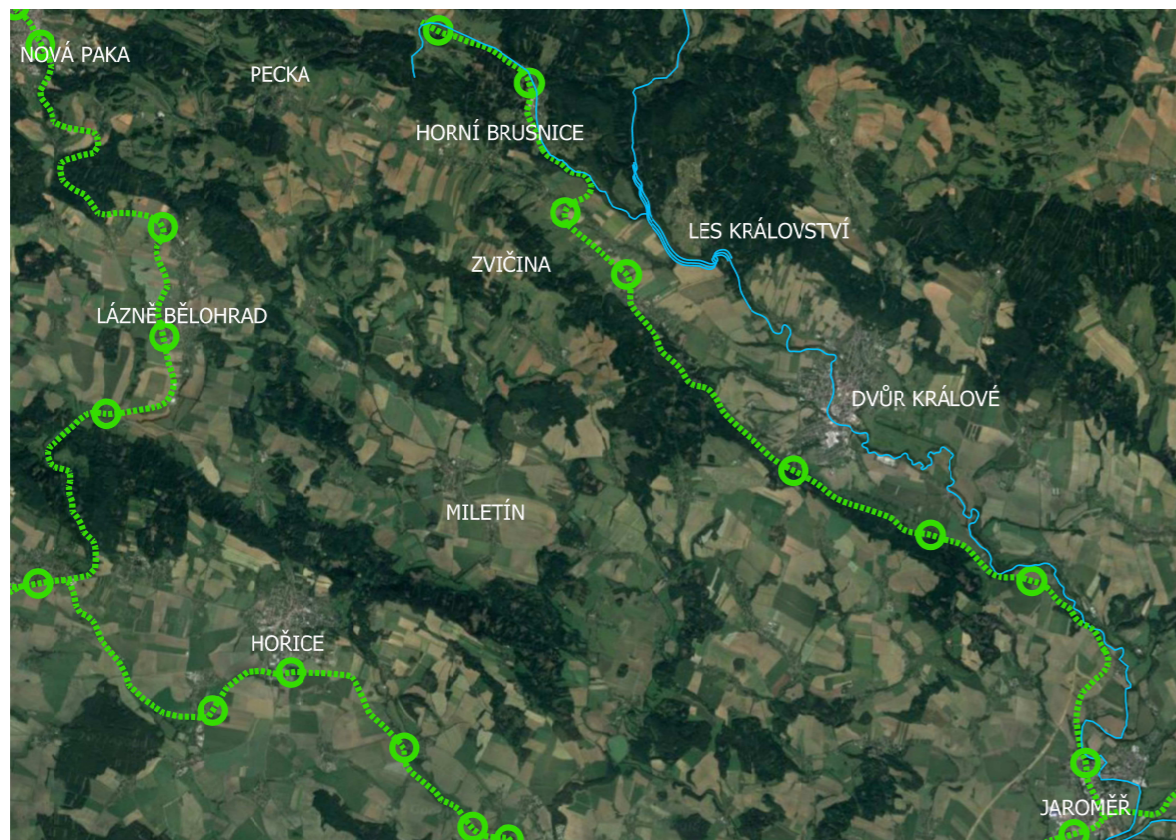 NOVÁ PAKA
PECKA
HORNÍ BRUSNICE
LES KRÁLOVSTVÍ
ZVIČINA
LÁZNĚ BĚLOHRAD
DVŮR KRÁLOVÉ
MILETÍN
HOŘICE
JAROMĚŘ